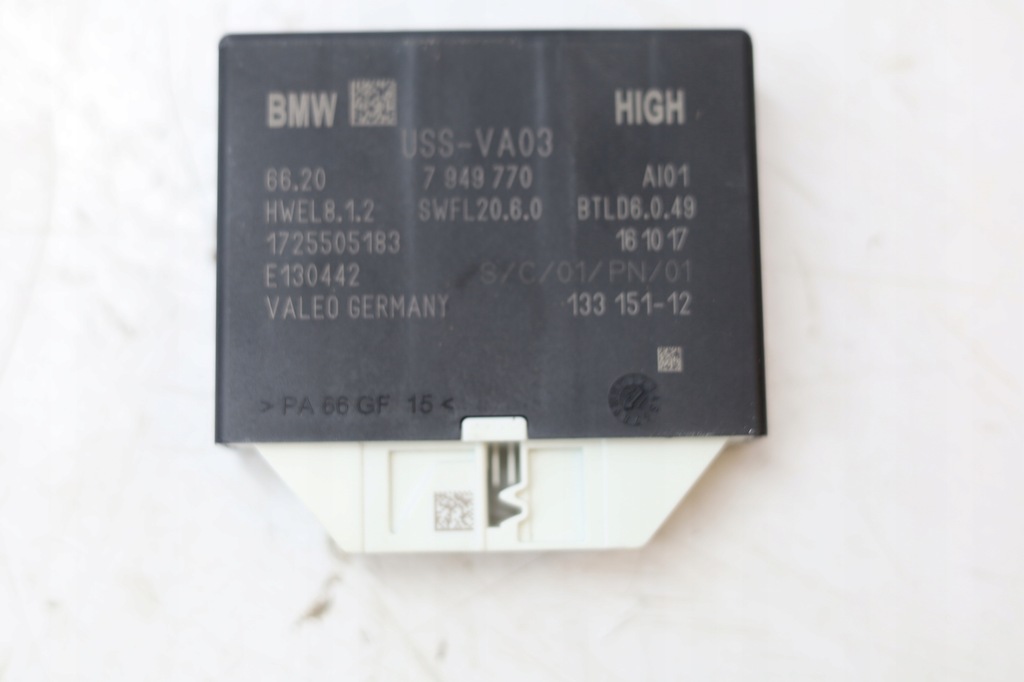 BMW HIGH
USS-VA03
66.20 7 949 770 AI01
HWEL8.1.2 SWFL20.6.0 BTLD6.0.49
1725505183 16 10 17
E130442 S/C/01/PN/01
VALEO GERMANY 133 151-12
> PA 66 GF 15 <